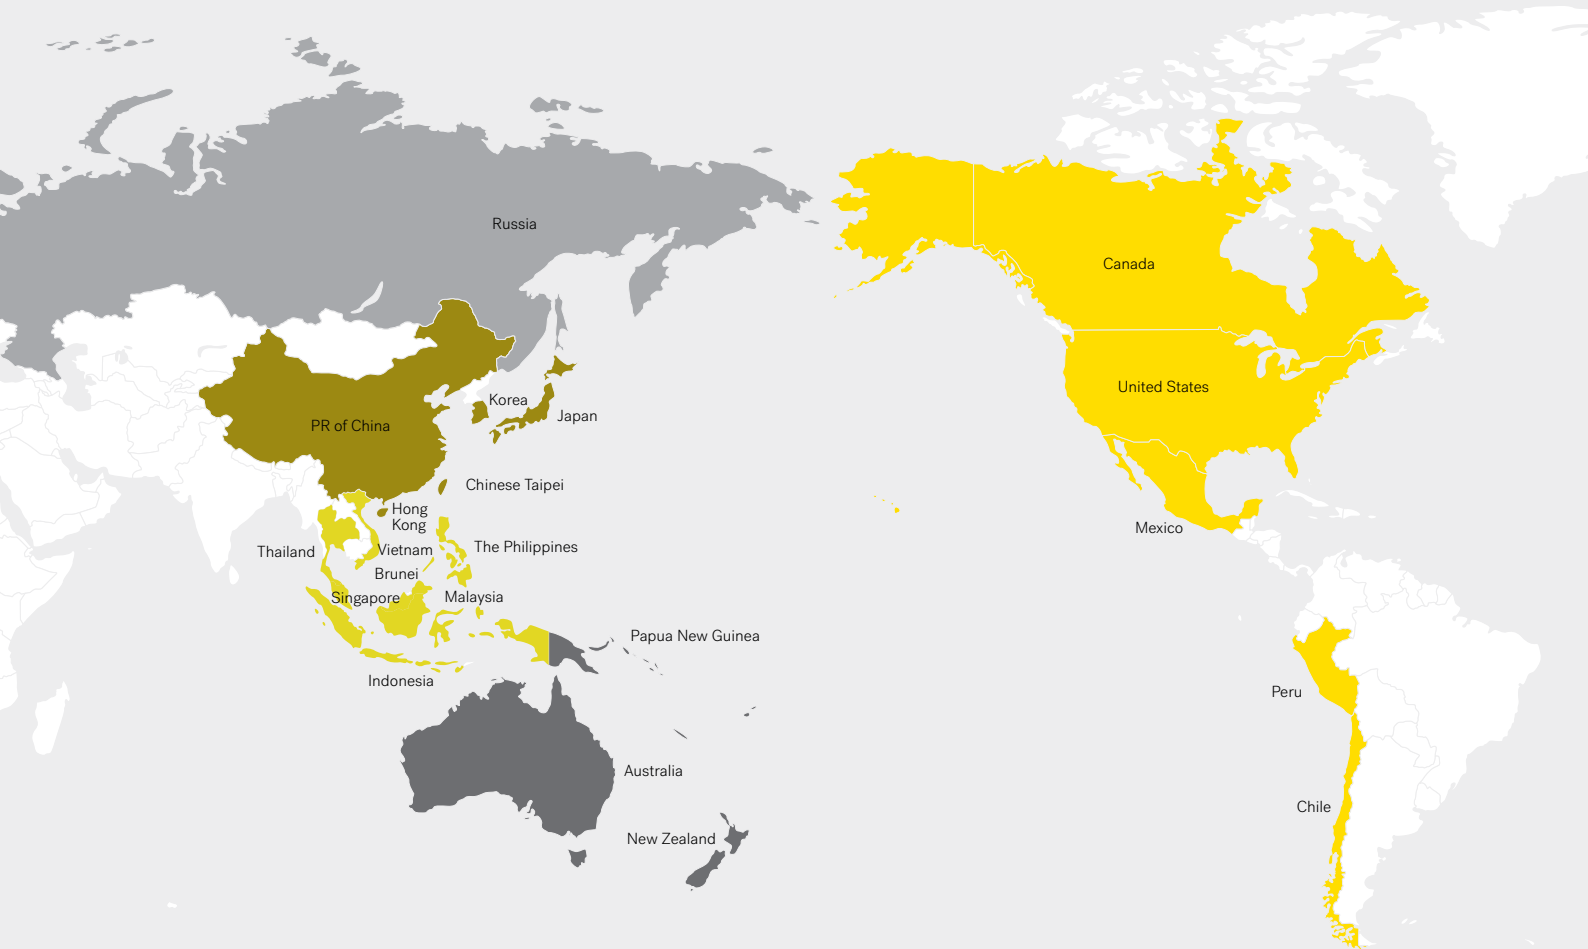 Russia
Canada
United States
Korea
Japan
PR of China
Chinese Taipei
Hong
Kong
Mexico
Thailand
Vietnam
The Philippines
Brunei
Singapore
Malaysia
Papua New Guinea
Indonesia
Peru
Australia
Chile
New Zealand